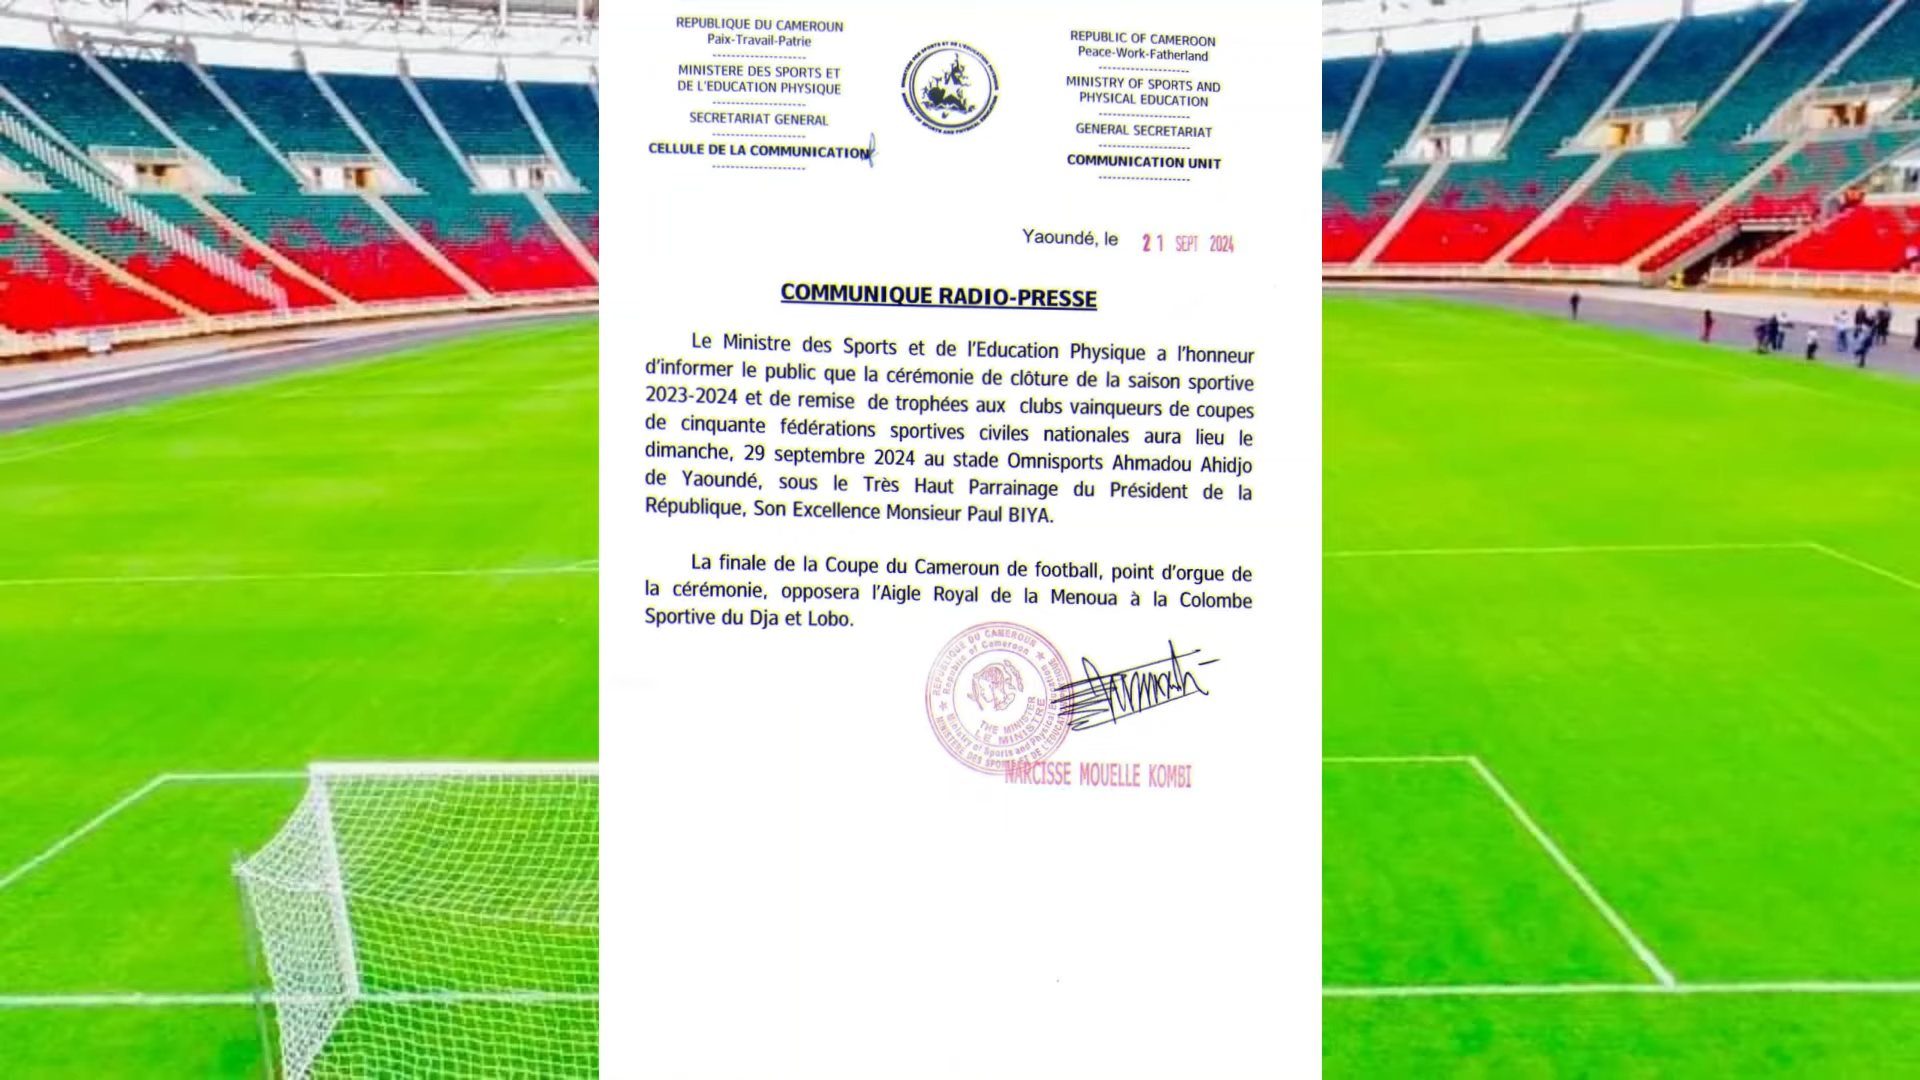 REPUBLIQUE DU CAMEROUN
Paix-Travail-Patrie
MINISTERE DES SPORTS ET
DE L'EDUCATION PHYSIQUE
SECRETARIAT GENERAL
CELLULE DE LA COMMUNICATION
REPUBLIC OF CAMEROON
Peace-Work-Fatherland
MINISTRY OF SPORTS AND
PHYSICAL EDUCATION
GENERAL SECRETARIAT
COMMUNICATION UNIT
Yaoundé, le 21 SEPT 2024
COMMUNIQUE RADIO-PRESSE
Le Ministre des Sports et de l'Education Physique a l'honneur
d'informer le public que la cérémonie de clôture de la saison sportive
2023-2024 et de remise de trophées aux clubs vainqueurs de coupes
de cinquante fédérations sportives civiles nationales aura lieu le
dimanche, 29 septembre 2024 au stade Omnisports Ahmadou Ahidjo
de Yaoundé, sous le Très Haut Parrainage du Président de la
République, Son Excellence Monsieur Paul BIYA.
La finale de la Coupe du Cameroun de football, point d'orgue de
la cérémonie, opposera l'Aigle Royal de la Menoua à la Colombe
Sportive du Dja et Lobo.
REPUBLIQUE DU CAMEROUN
Republic of Cameroon
THE MINISTER
LE MINISTRE
Ministry of Sports and Physical Education
NARCISSE MOUELLE KOMBI